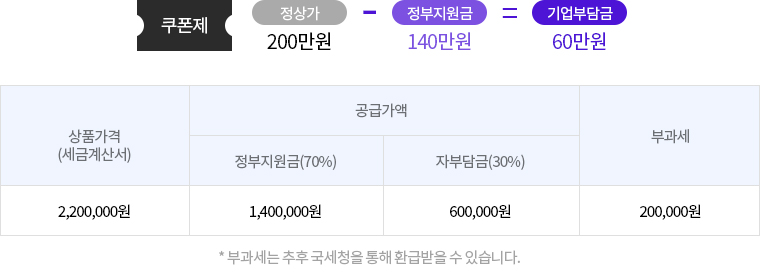 쿠폰제
정상가 - 정부지원금 = 기업부담금
200만원 140만원 60만원
상품가격
(세금계산서)
공급가액
부과세
정부지원금(70%) 자부담금(30%)
2,200,000원 1,400,000원 600,000원 200,000원
* 부과세는 추후 국세청을 통해 환급받을 수 있습니다.